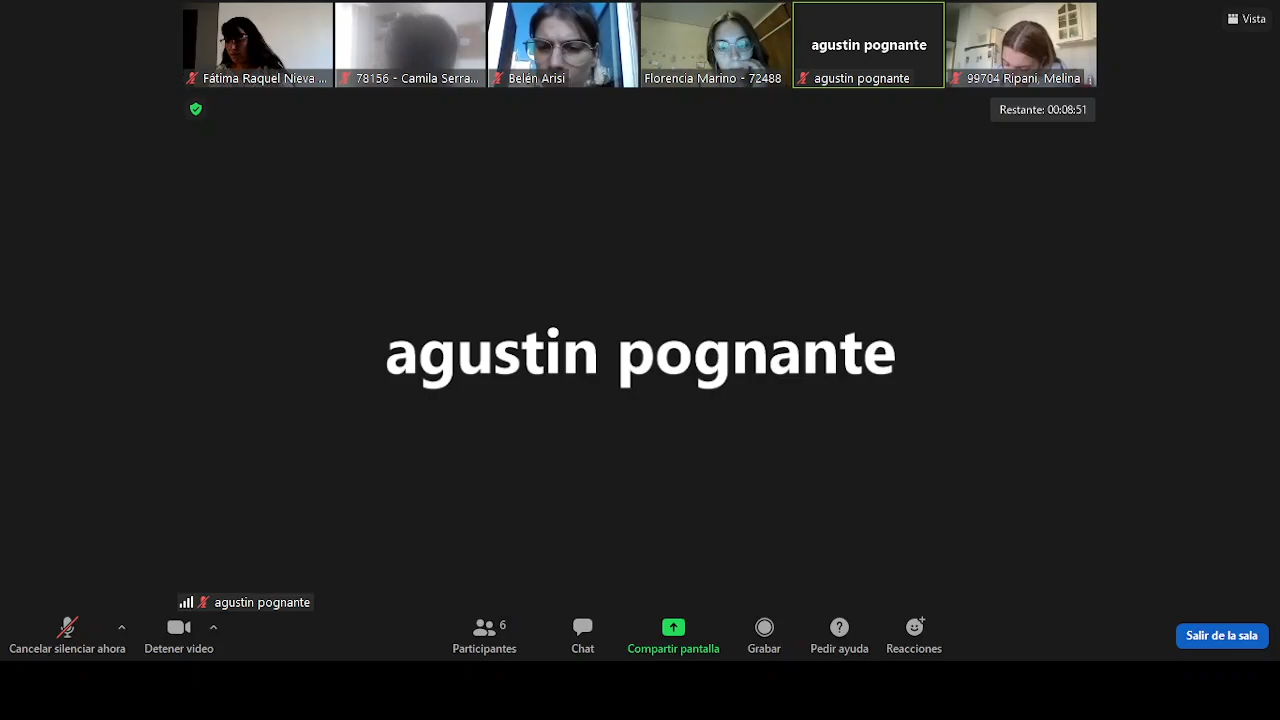 Vista
agustin pognante
Fátima Raquel Nieva ...
78156 - Camila Serra...
Belén Arisi
Florencia Marino - 72488
agustin pognante
99704 Ripani, Melina
Restante: 00:08:51
agustin pognante
agustin pognante
6
Cancelar silenciar ahora
Detener video
Participantes
Chat
Compartir pantalla
Grabar
Pedir ayuda
Reacciones
Salir de la sala